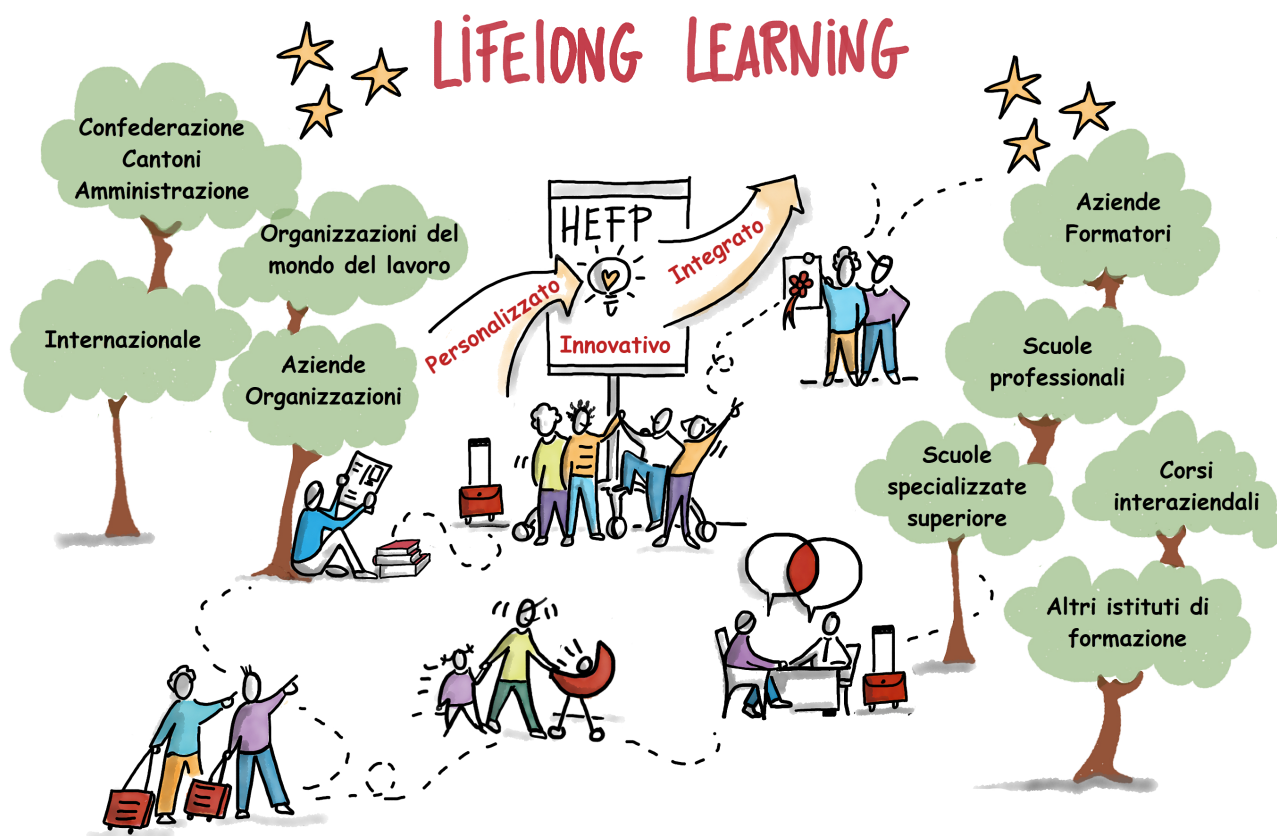 LiFElONG LEARNiNG
Confederazione
Cantoni
Amministrazione
Organizzazioni del
mondo del lavoro
Internazionale
Aziende
Organizzazioni
HEFP
Personalizzato
Innovativo
Integrato
Aziende
Formatori
Scuole
professionali
Scuole
specializzate
superiore
Corsi
interaziendali
Altri istituti di
formazione